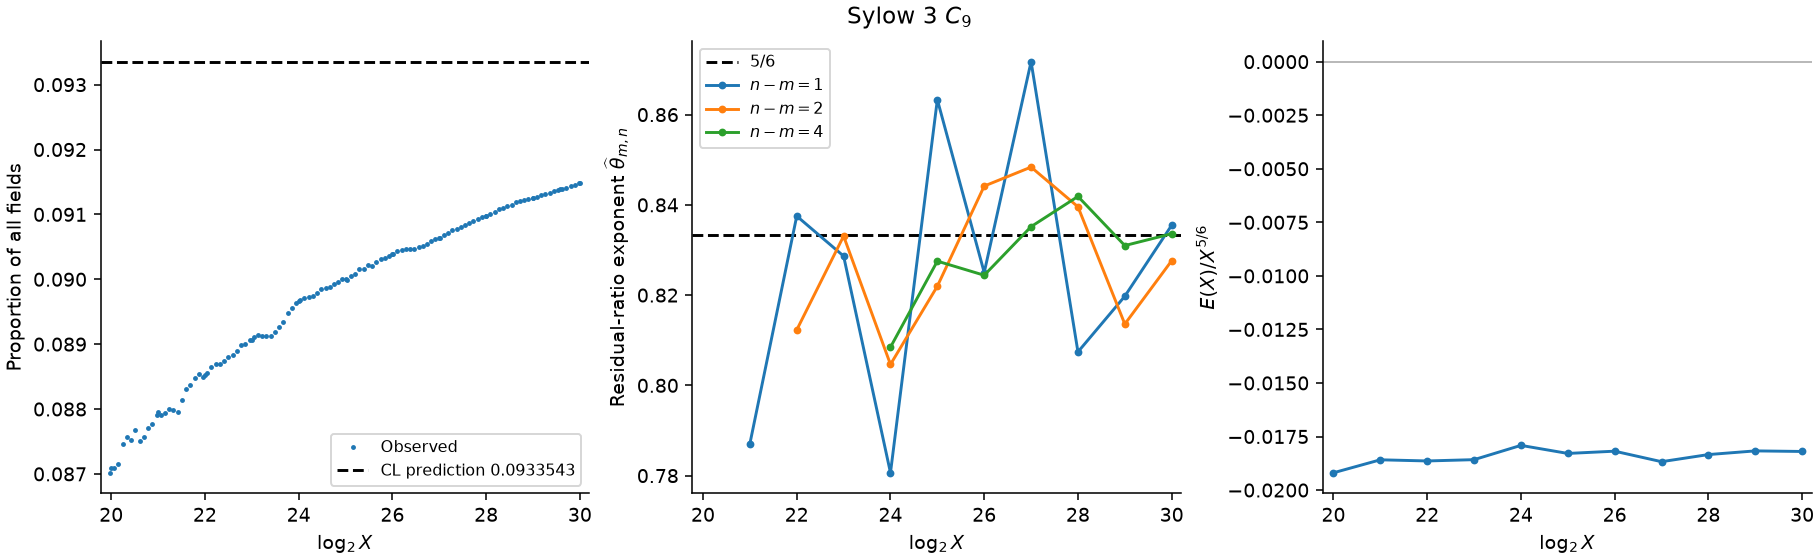 Sylow 3 C₉
Proportion of all fields
0.093
0.092
0.091
0.090
0.089
0.088
0.087
20 22 24 26 28 30
log₂ X
Observed
CL prediction 0.0933543
Residual-ratio exponent θ̂ₘ,ₙ
0.86
0.84
0.82
0.80
0.78
20 22 24 26 28 30
log₂ X
5/6
n − m = 1
n − m = 2
n − m = 4
E(X)/X^{5/6}
0.0000
−0.0025
−0.0050
−0.0075
−0.0100
−0.0125
−0.0150
−0.0175
−0.0200
20 22 24 26 28 30
log₂ X